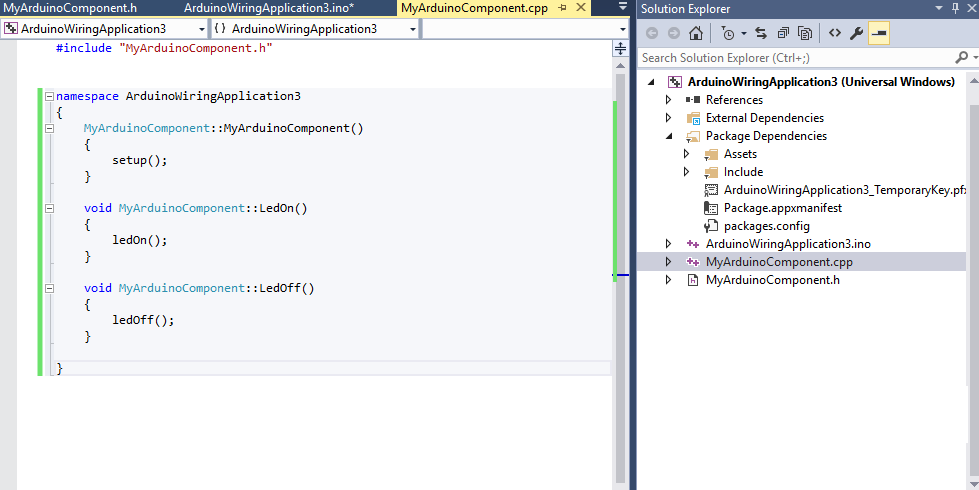 MyArduinoComponent.h ArduinoWiringApplication3.ino* MyArduinoComponent.cpp
ArduinoWiringApplication3 {} ArduinoWiringApplication3
#include "MyArduinoComponent.h"
namespace ArduinoWiringApplication3
{
MyArduinoComponent::MyArduinoComponent()
{
setup();
}
void MyArduinoComponent::LedOn()
{
ledOn();
}
void MyArduinoComponent::LedOff()
{
ledOff();
}
}
Solution Explorer
Search Solution Explorer (Ctrl+;)
ArduinoWiringApplication3 (Universal Windows)
References
External Dependencies
Package Dependencies
Assets
Include
ArduinoWiringApplication3_TemporaryKey.pfx
Package.appxmanifest
packages.config
ArduinoWiringApplication3.ino
MyArduinoComponent.cpp
MyArduinoComponent.h